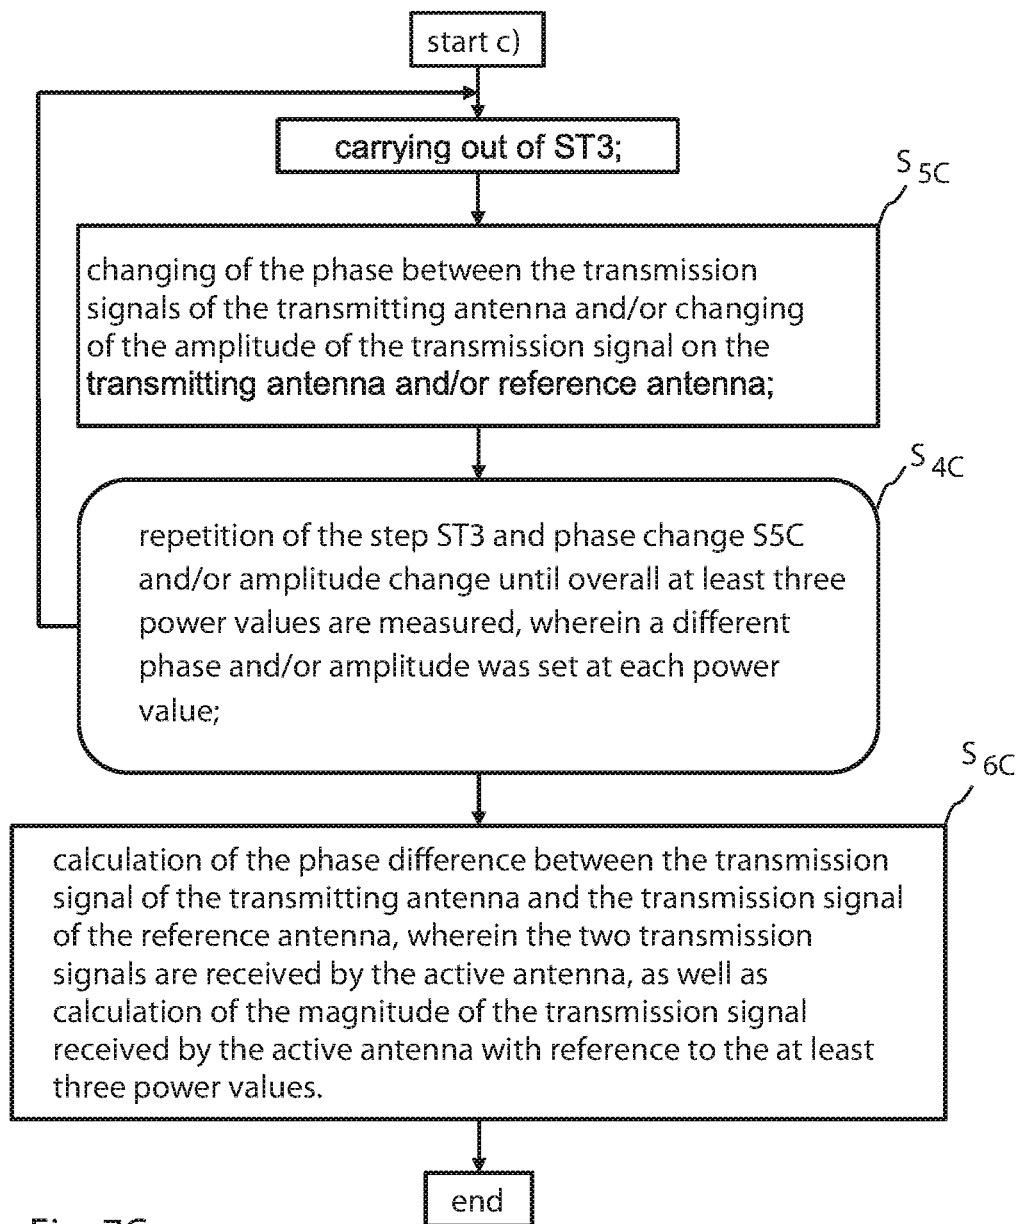 start c)
carrying out of ST3;
S 5C
changing of the phase between the transmission
signals of the transmitting antenna and/or changing
of the amplitude of the transmission signal on the
transmitting antenna and/or reference antenna;
S 4C
repetition of the step ST3 and phase change S5C
and/or amplitude change until overall at least three
power values are measured, wherein a different
phase and/or amplitude was set at each power
value;
S 6C
calculation of the phase difference between the transmission
signal of the transmitting antenna and the transmission signal
of the reference antenna, wherein the two transmission
signals are received by the active antenna, as well as
calculation of the magnitude of the transmission signal
received by the active antenna with reference to the at least
three power values.
end